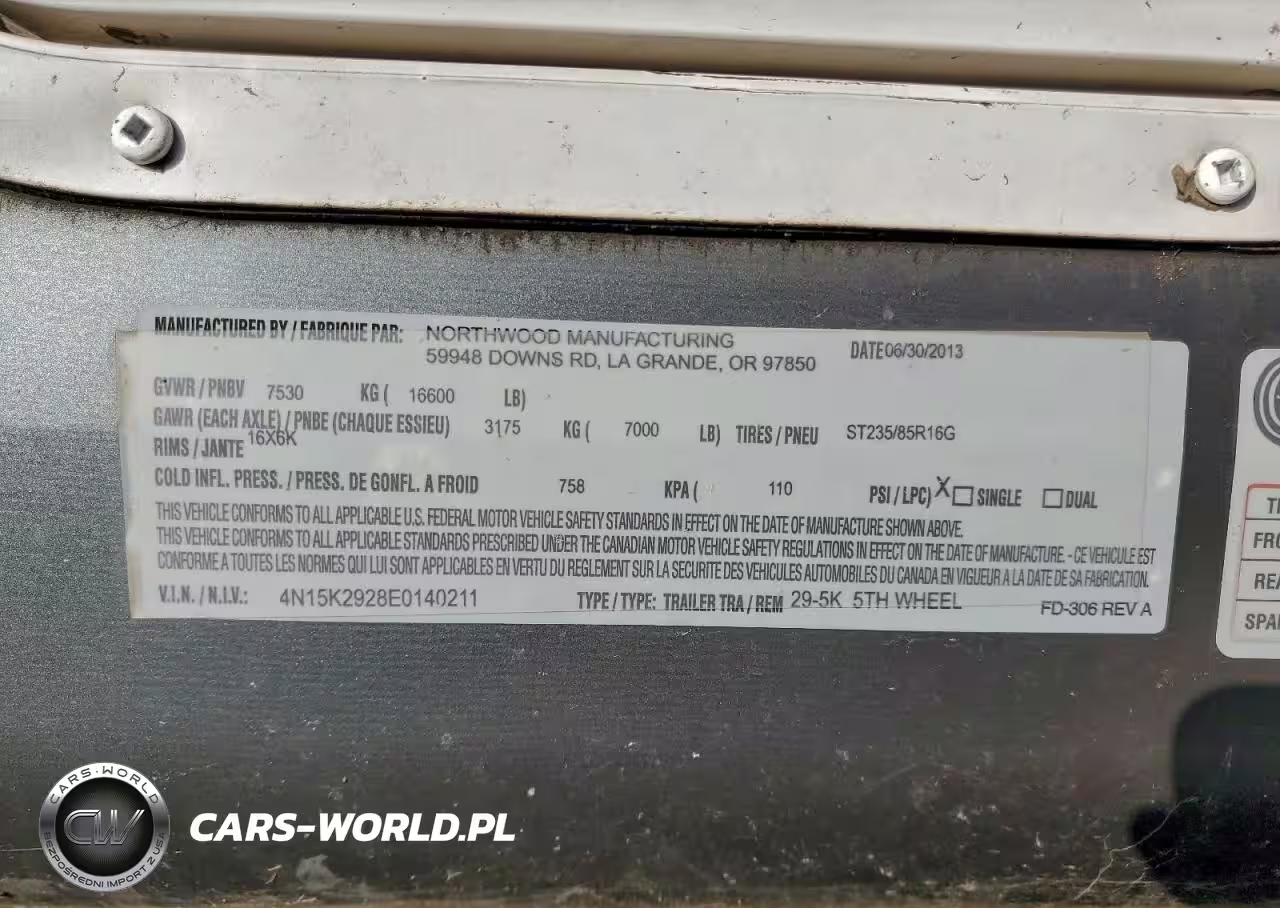 MANUFACTURED BY / FABRIQUE PAR: NORTHWOOD MANUFACTURING
59948 DOWNS RD, LA GRANDE, OR 97850 DATE06/30/2013
GVWR / PNBV 7530 KG ( 16600 LB)
GAWR (EACH AXLE) / PNBE (CHAQUE ESSIEU) 3175 KG ( 7000 LB) TIRES / PNEU ST235/85R16G
RIMS / JANTE 16X6K
COLD INFL. PRESS. / PRESS. DE GONFL. A FROID 758 KPA ( 110 PSI / LPC) X SINGLE DUAL
THIS VEHICLE CONFORMS TO ALL APPLICABLE U.S. FEDERAL MOTOR VEHICLE SAFETY STANDARDS IN EFFECT ON THE DATE OF MANUFACTURE SHOWN ABOVE.
THIS VEHICLE CONFORMS TO ALL APPLICABLE STANDARDS PRESCRIBED UNDER THE CANADIAN MOTOR VEHICLE SAFETY REGULATIONS IN EFFECT ON THE DATE OF MANUFACTURE. - CE VEHICULE EST
CONFORME A TOUTES LES NORMES QUI LUI SONT APPLICABLES EN VERTU DU REGLEMENT SUR LA SECURITE DES VEHICULES AUTOMOBILES DU CANADA EN VIGUEUR A LA DATE DE SA FABRICATION.
V.I.N. / N.I.V.: 4N15K2928E0140211 TYPE / TYPE: TRAILER TRA / REM 29-5K 5TH WHEEL FD-306 REV A
CARS-WORLD
CW
BEZPOŚREDNI IMPORT Z USA
CARS-WORLD.PL